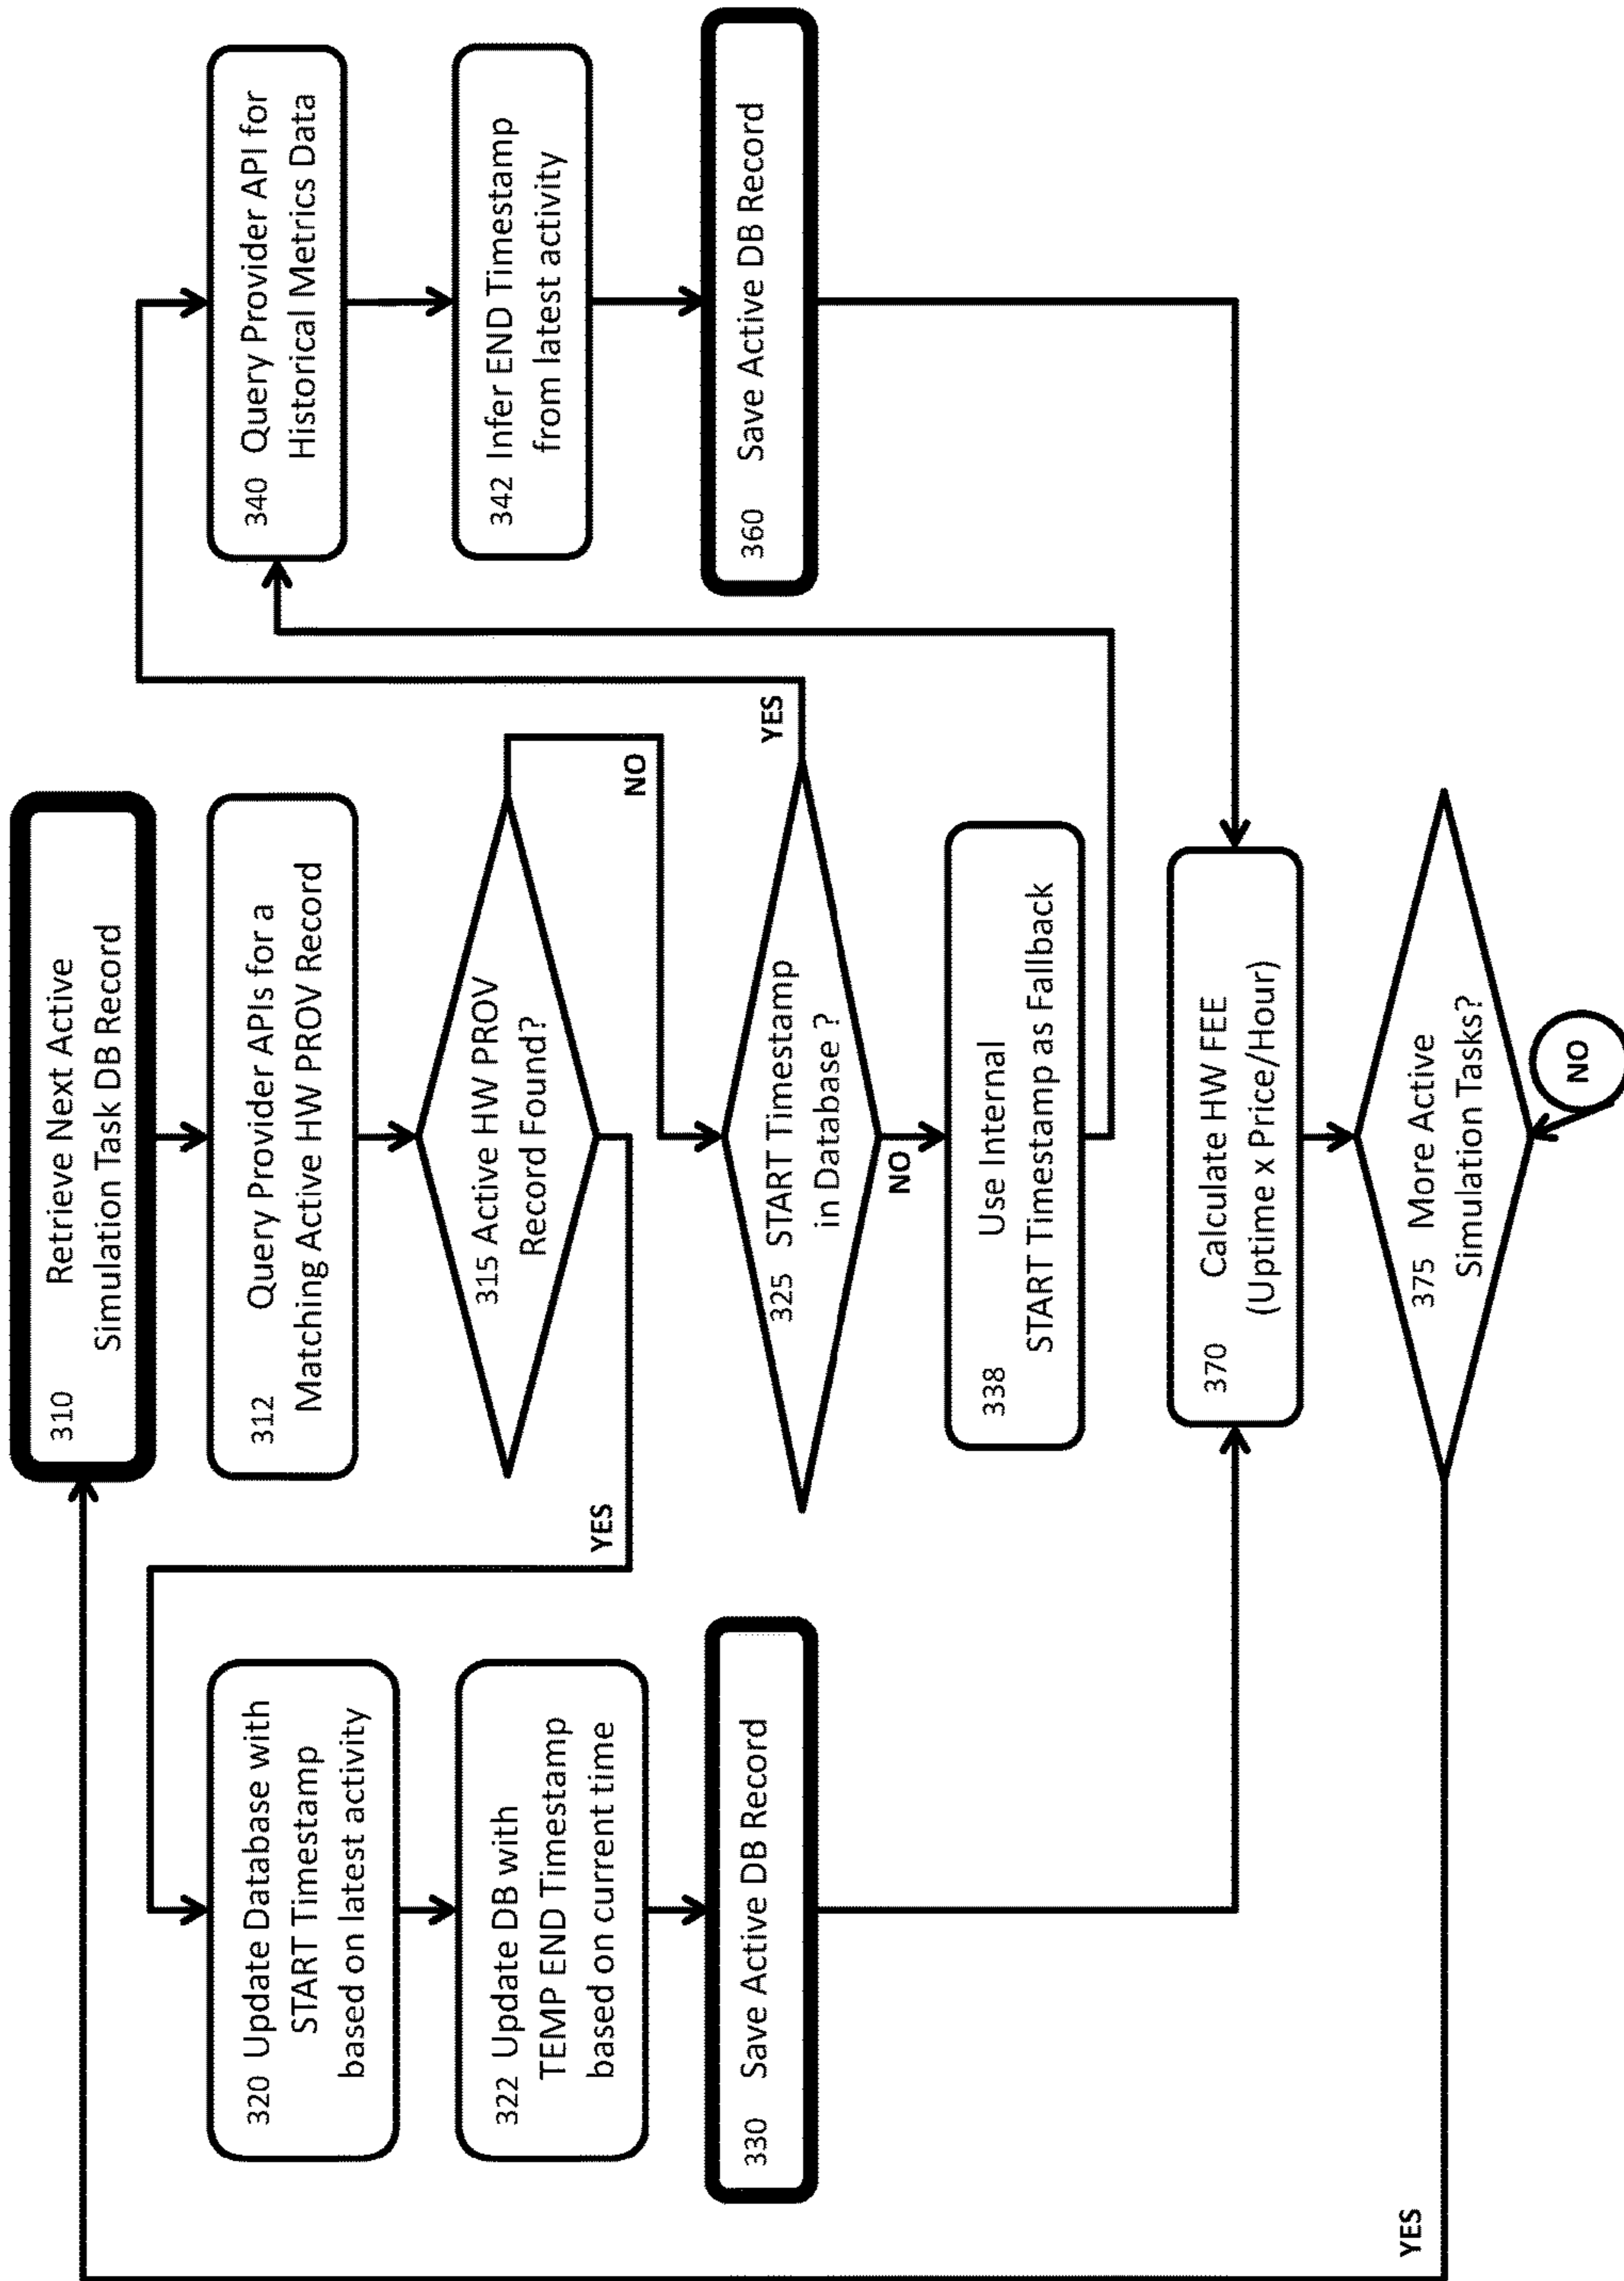 310 Retrieve Next Active
Simulation Task DB Record
312 Query Provider APIs for a
Matching Active HW PROV Record
315 Active HW PROV
Record Found?
YES
NO
320 Update Database with
START Timestamp
based on latest activity
322 Update DB with
TEMP END Timestamp
based on current time
330 Save Active DB Record
325 START Timestamp
in Database ?
YES
NO
338 Use Internal
START Timestamp as Fallback
340 Query Provider API for
Historical Metrics Data
342 Infer END Timestamp
from latest activity
360 Save Active DB Record
370 Calculate HW FEE
(Uptime x Price/Hour)
375 More Active
Simulation Tasks?
YES
NO